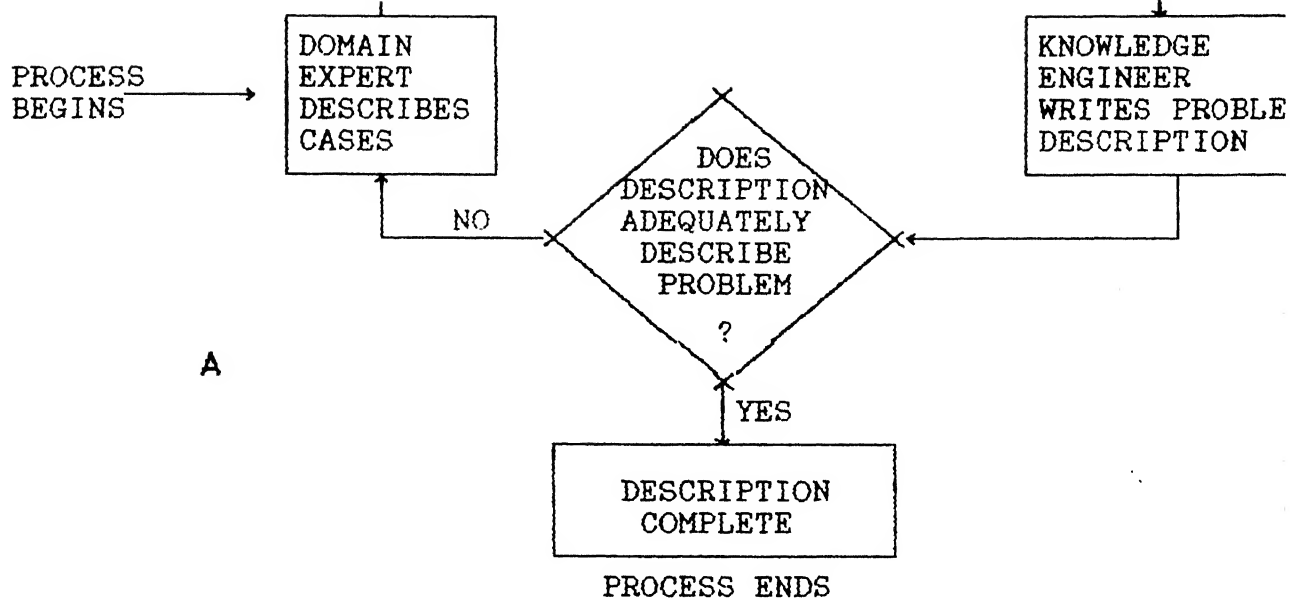 PROCESS
BEGINS
DOMAIN
EXPERT
DESCRIBES
CASES
KNOWLEDGE
ENGINEER
WRITES PROBLE
DESCRIPTION
DOES
DESCRIPTION
ADEQUATELY
DESCRIBE
PROBLEM
?
NO
A
YES
DESCRIPTION
COMPLETE
PROCESS ENDS